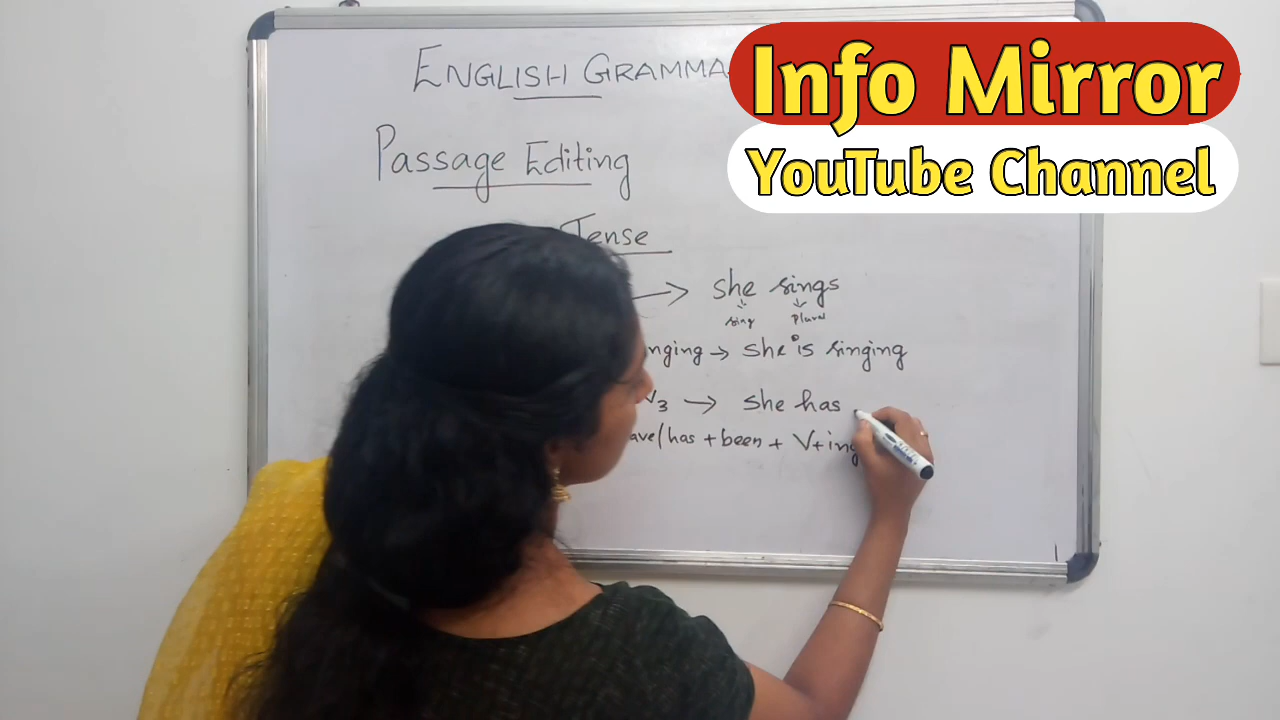 ENGLISH GRAMMA
Info Mirror
YouTube Channel
Passage Editing
Tense
she sings
sing plural
nging → she is singing
V3 → she has
ave/has + been + V+ing